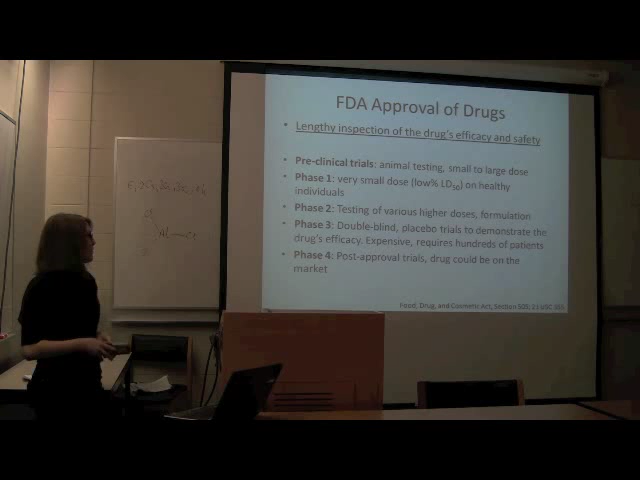 FDA Approval of Drugs
• Lengthy inspection of the drug's efficacy and safety
• Pre-clinical trials: animal testing, small to large dose
• Phase 1: very small dose (low% LD50) on healthy
individuals
• Phase 2: Testing of various higher doses, formulation
• Phase 3: Double-blind, placebo trials to demonstrate the
drug's efficacy. Expensive, requires hundreds of patients
• Phase 4: Post-approval trials, drug could be on the
market
Food, Drug, and Cosmetic Act, Section 505; 21 USC 355